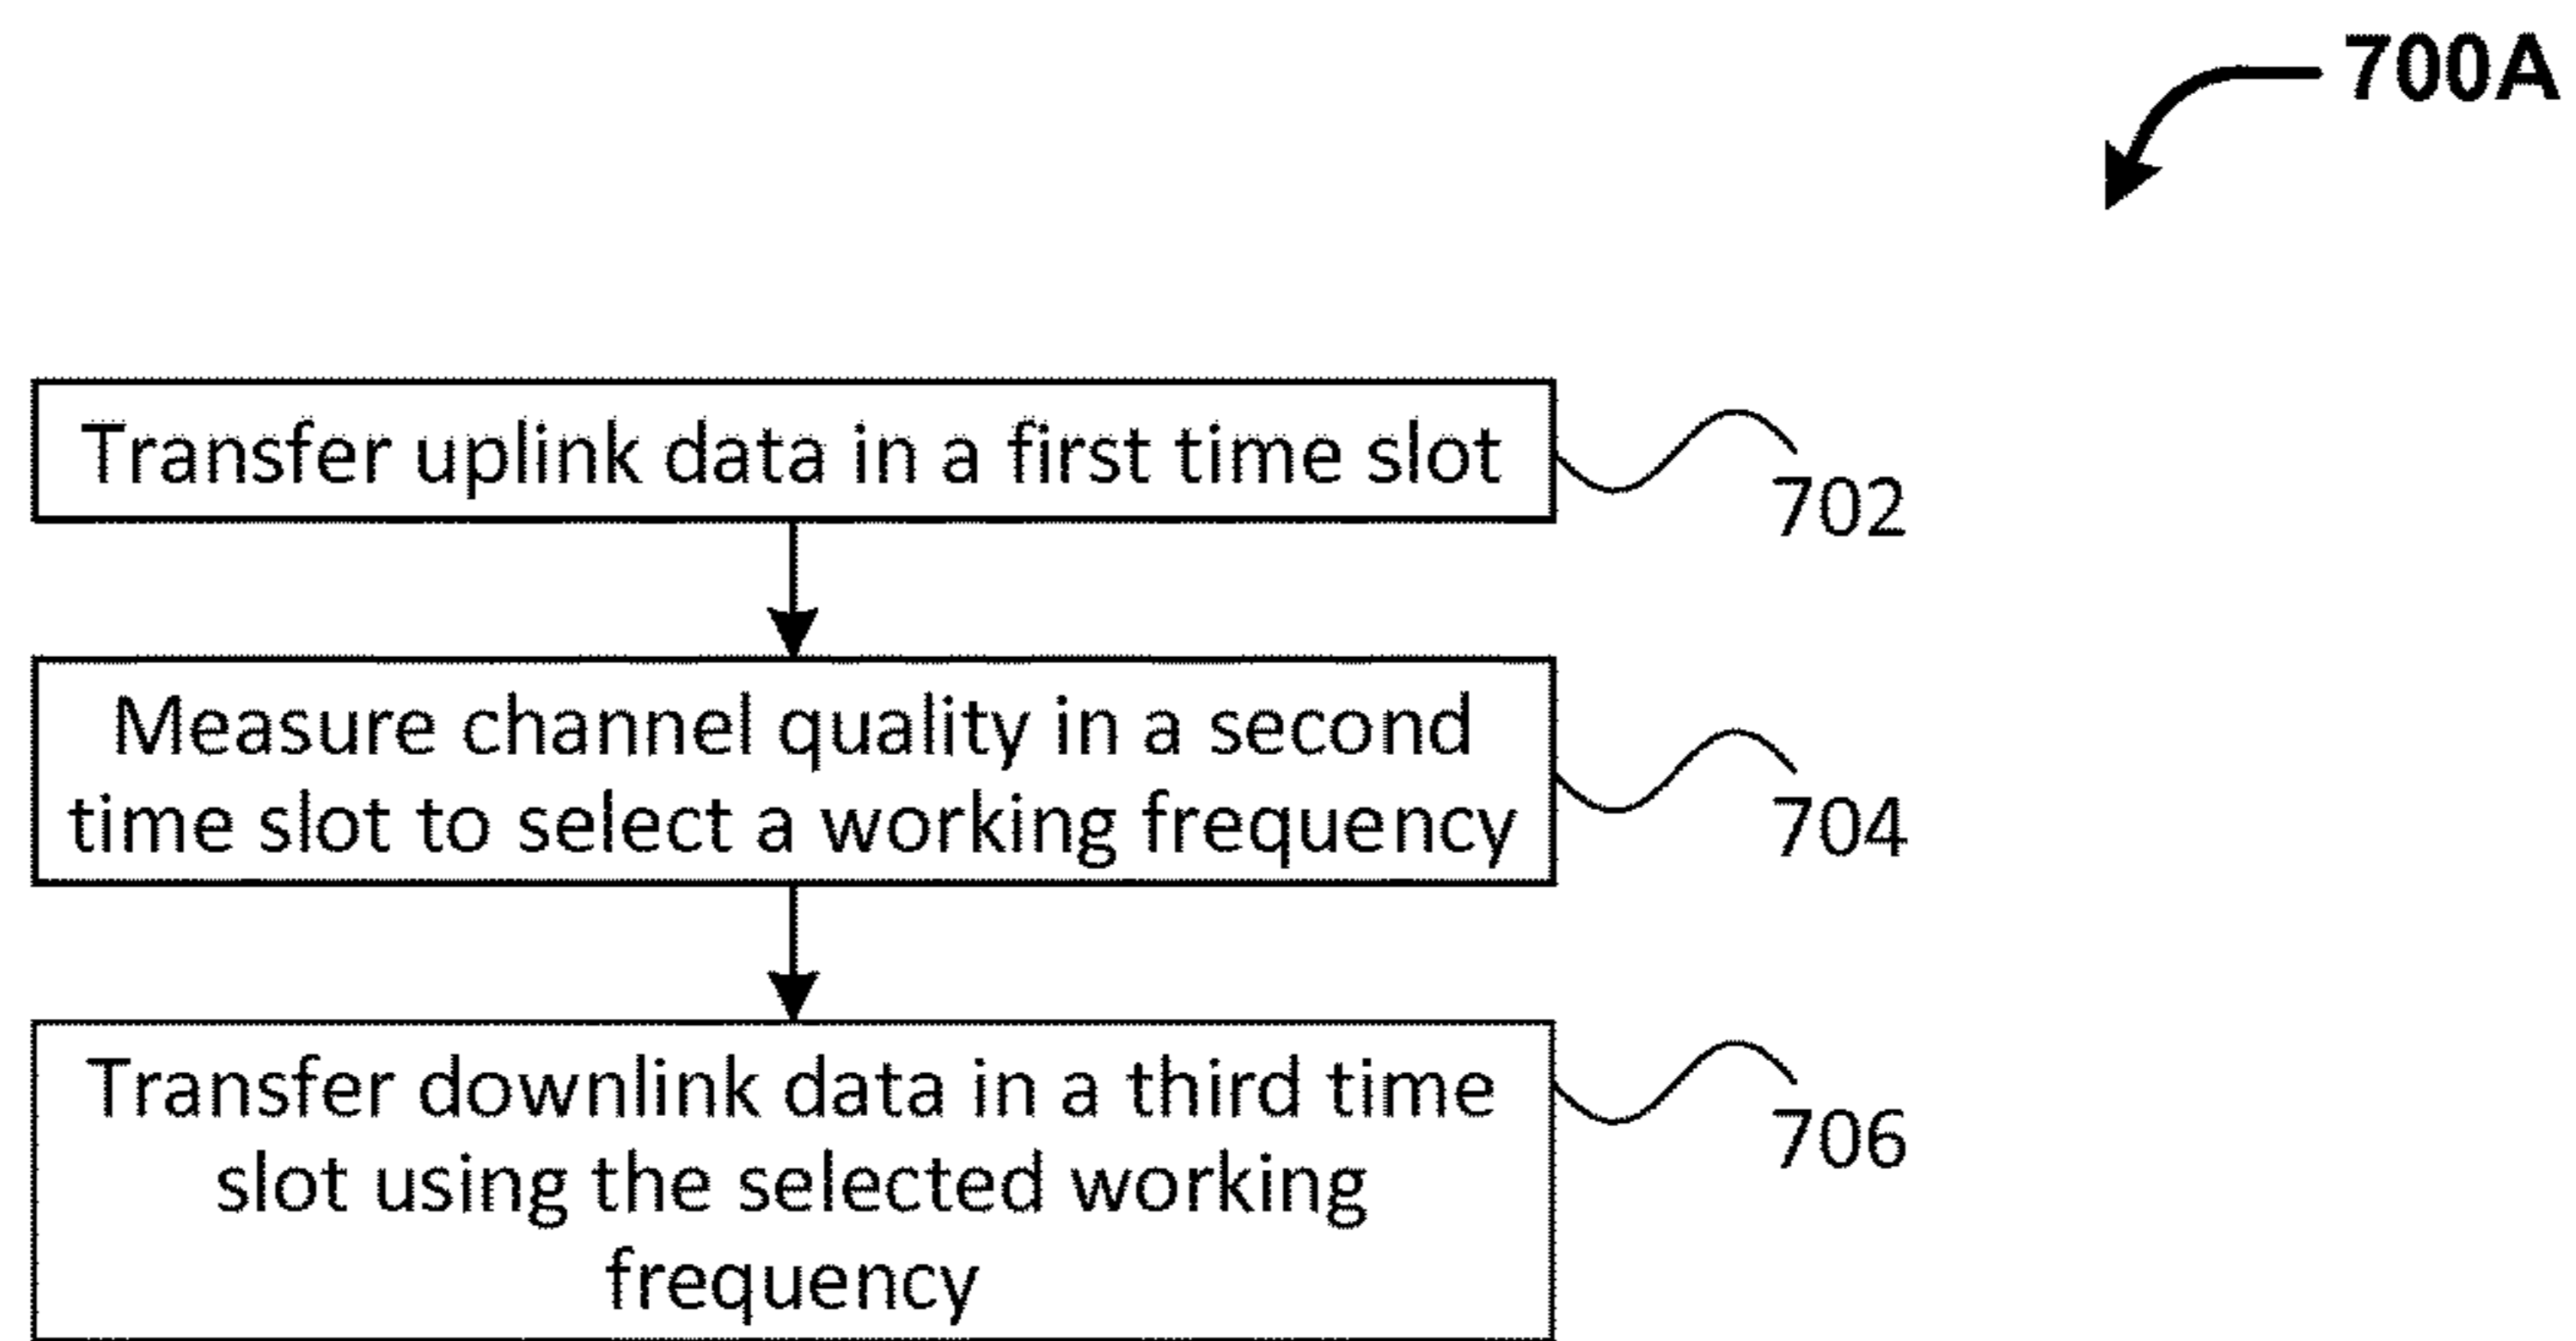 700A
Transfer uplink data in a first time slot
702
Measure channel quality in a second
time slot to select a working frequency
704
Transfer downlink data in a third time
slot using the selected working
frequency
706